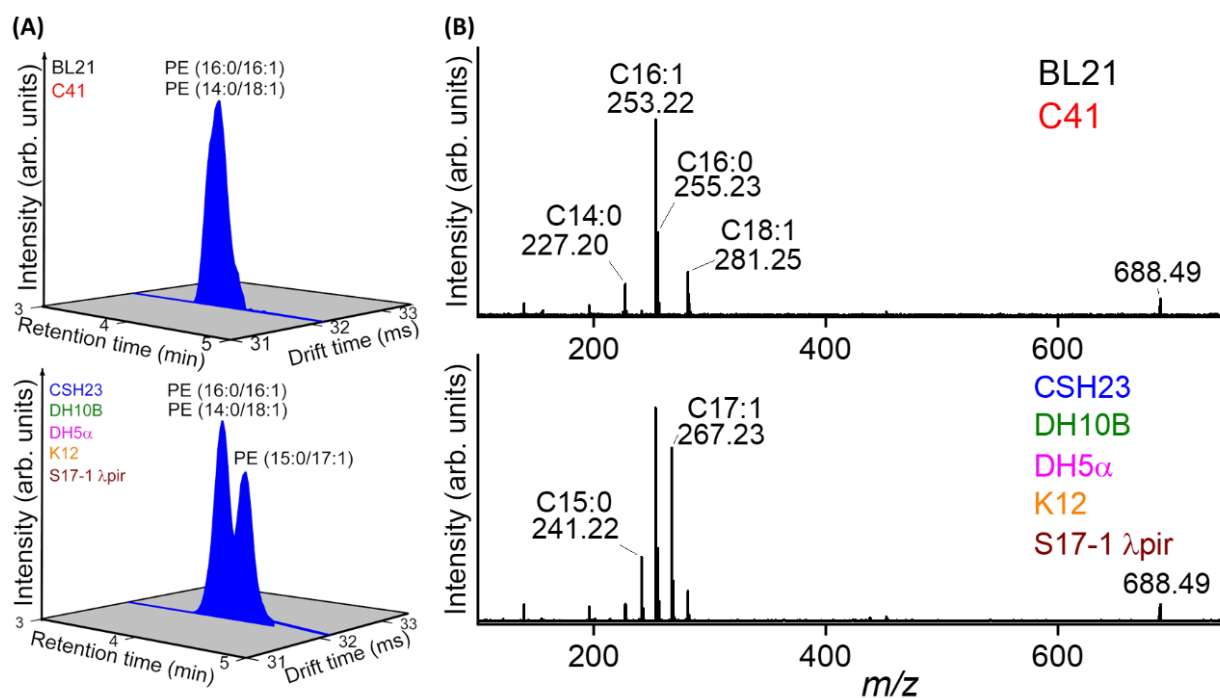 (A)
BL21
C41
PE (16:0/16:1)
PE (14:0/18:1)
Intensity (arb. units)
3
4
5
Retention time (min)
31
32
33
Drift time (ms)
CSH23
DH10B
DH5α
K12
S17-1 λpir
PE (16:0/16:1)
PE (14:0/18:1)
PE (15:0/17:1)
Intensity (arb. units)
3
4
5
Retention time (min)
31
32
33
Drift time (ms)
(B)
BL21
C41
C16:1
253.22
C16:0
255.23
C14:0
227.20
C18:1
281.25
688.49
Intensity (arb. units)
200
400
600
CSH23
DH10B
DH5α
K12
S17-1 λpir
C17:1
267.23
C15:0
241.22
688.49
Intensity (arb. units)
200
400
600
m/z